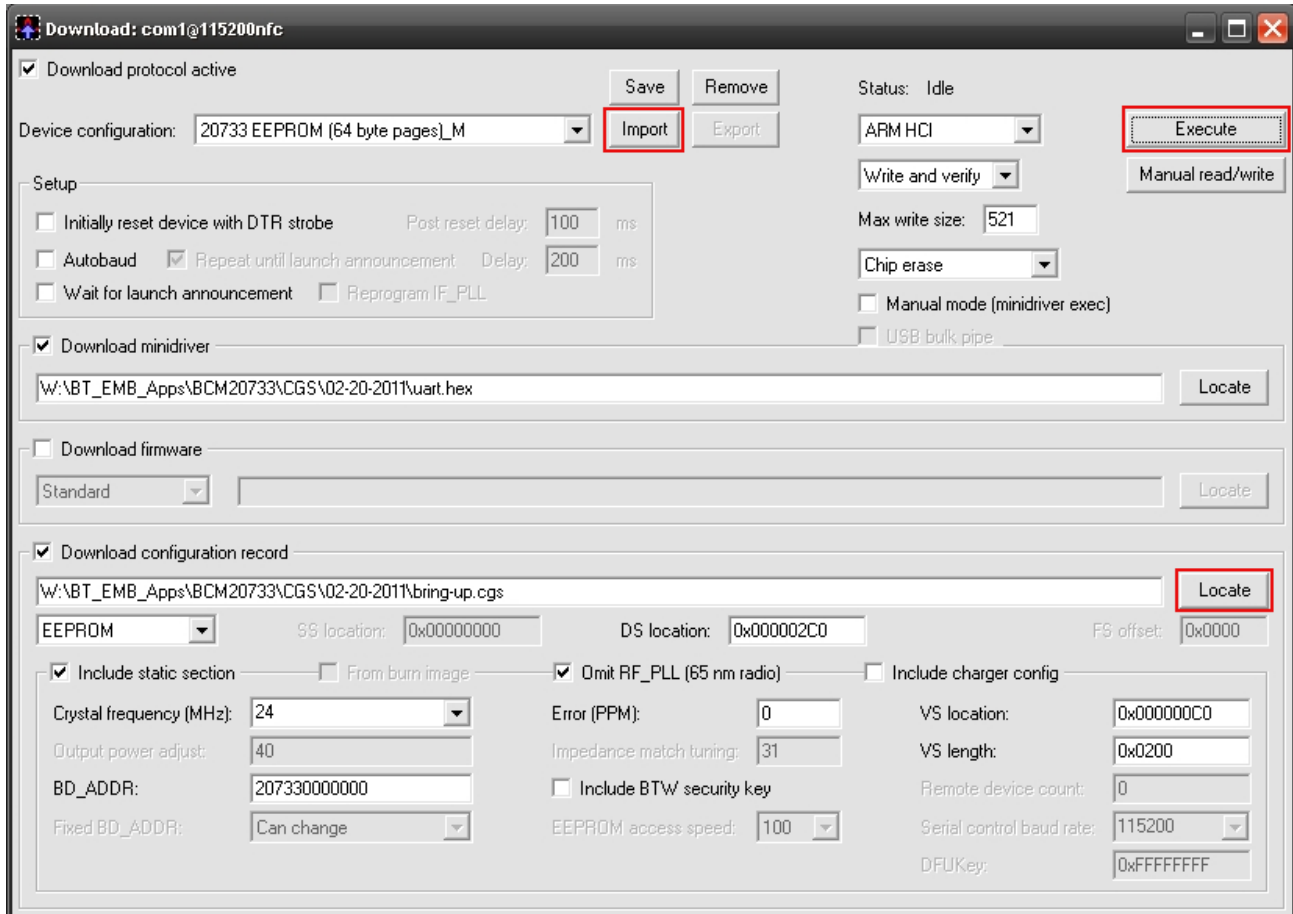 Download: com1@115200nfc
Download protocol active
Save Remove Status: Idle
Device configuration: 20733 EEPROM (64 byte pages)_M Import Export ARM HCI Execute
Write and verify Manual read/write
Setup
Initially reset device with DTR strobe Post reset delay: 100 ms Max write size: 521
Autobaud Repeat until launch announcement Delay: 200 ms Chip erase
Wait for launch announcement Reprogram IF_PLL Manual mode (minidriver exec)
USB bulk pipe
Download minidriver
W:\BT_EMB_Apps\BCM20733\CGS\02-20-2011\uart.hex Locate
Download firmware
Standard Locate
Download configuration record
W:\BT_EMB_Apps\BCM20733\CGS\02-20-2011\bring-up.cgs Locate
EEPROM SS location: 0x00000000 DS location: 0x000002C0 FS offset: 0x0000
Include static section From burn image Omit RF_PLL (65 nm radio) Include charger config
Crystal frequency (MHz): 24 Error (PPM): 0 VS location: 0x000000C0
Output power adjust: 40 Impedance match tuning: 31 VS length: 0x0200
BD_ADDR: 207330000000 Include BTW security key Remote device count: 0
Fixed BD_ADDR: Can change EEPROM access speed: 100 Serial control baud rate: 115200
DFUKey: 0xFFFFFFFF